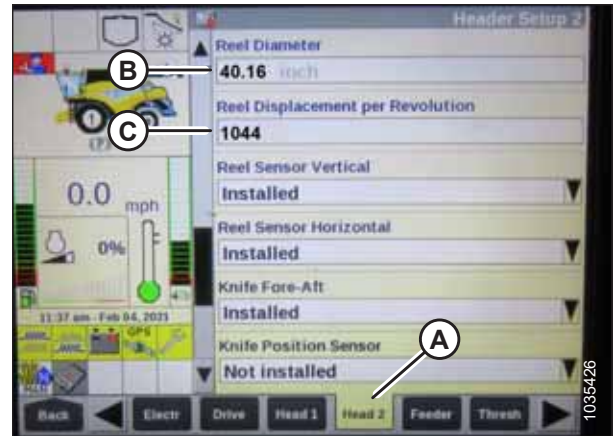 Header Setup 2
Reel Diameter
40.16 inch
Reel Displacement per Revolution
1044
Reel Sensor Vertical
Installed
Reel Sensor Horizontal
Installed
Knife Fore-Aft
Installed
Knife Position Sensor
Not installed
B
C
A
1
(P)
0.0 mph
0%
11:37 am - Feb 04, 2021
GPS
Back
Electr
Drive
Head 1
Head 2
Feeder
Thresh
1035426